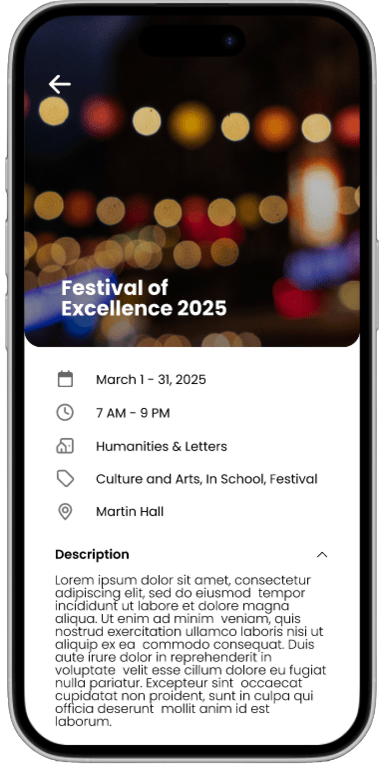 Festival of
Excellence 2025
March 1 - 31, 2025
7 AM - 9 PM
Humanities & Letters
Culture and Arts, In School, Festival
Martin Hall
Description
Lorem ipsum dolor sit amet, consectetur
adipiscing elit, sed do eiusmod  tempor
incididunt ut labore et dolore magna
aliqua. Ut enim ad minim  veniam, quis
nostrud exercitation ullamco laboris nisi ut
aliquip ex ea  commodo consequat. Duis
aute irure dolor in reprehenderit in
voluptate  velit esse cillum dolore eu fugiat
nulla pariatur. Excepteur sint  occaecat
cupidatat non proident, sunt in culpa qui
officia deserunt  mollit anim id est
laborum.